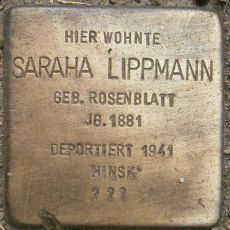 HIER WOHNTE
SARAHA LIPPMANN
GEB. ROSENBLATT
JG. 1881
DEPORTIERT 1941
MINSK
???